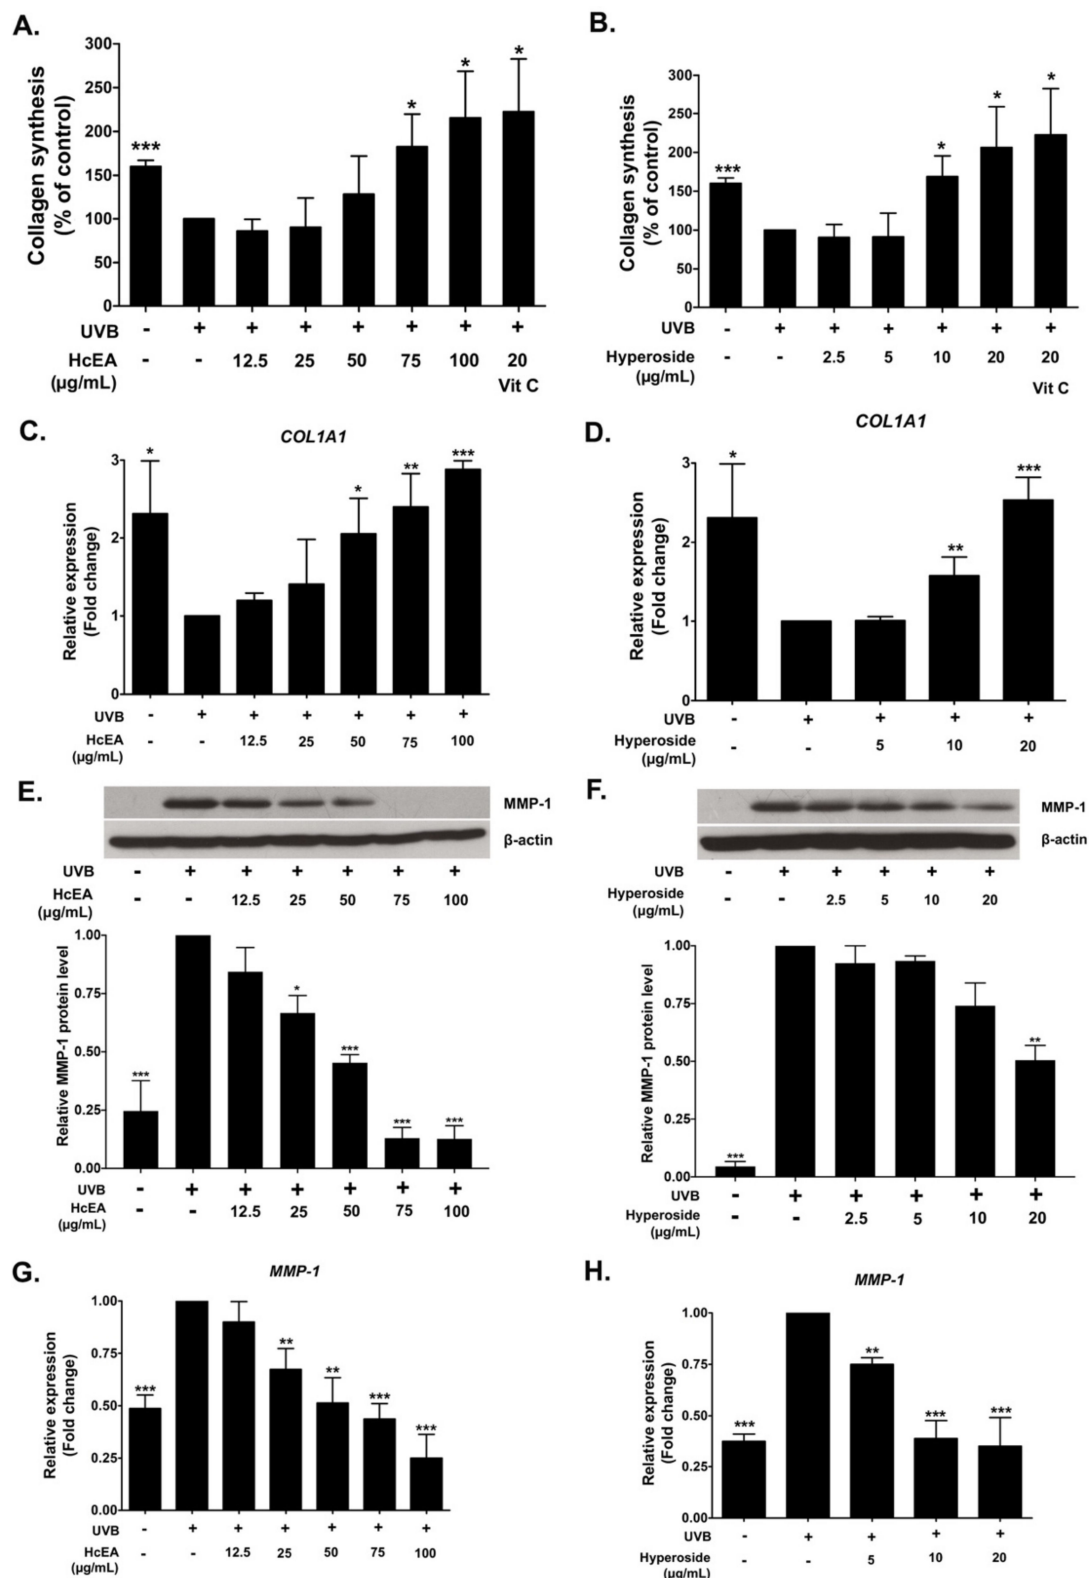 A.
Collagen synthesis
(% of control)
300
250
200
150
100
50
0
***
*
*
*
UVB - + + + + + +
HcEA - - 12.5 25 50 75 100 20
(µg/mL)
Vit C
B.
Collagen synthesis
(% of control)
300
250
200
150
100
50
0
***
*
*
*
UVB - + + + + + +
Hyperoside - - 2.5 5 10 20 20
(µg/mL)
Vit C
C.
COL1A1
Relative expression
(Fold change)
3
2
1
0
*
*
**
***
UVB - + + + + + +
HcEA - - 12.5 25 50 75 100
(µg/mL)
D.
COL1A1
Relative expression
(Fold change)
3
2
1
0
*
**
***
UVB - + + + +
Hyperoside - - 5 10 20
(µg/mL)
E.
MMP-1
β-actin
UVB - + + + + + +
HcEA - - 12.5 25 50 75 100
(µg/mL)
Relative MMP-1 protein level
1.00
0.75
0.50
0.25
0.00
***
*
***
***
***
UVB - + + + + + +
HcEA - - 12.5 25 50 75 100
(µg/mL)
F.
MMP-1
β-actin
UVB - + + + + +
Hyperoside - - 2.5 5 10 20
(µg/mL)
Relative MMP-1 protein level
1.00
0.75
0.50
0.25
0.00
***
**
UVB - + + + + +
Hyperoside - - 2.5 5 10 20
(µg/mL)
G.
MMP-1
Relative expression
(Fold change)
1.00
0.75
0.50
0.25
0.00
***
**
**
***
***
UVB - + + + + + +
HcEA - - 12.5 25 50 75 100
(µg/mL)
H.
MMP-1
Relative expression
(Fold change)
1.00
0.75
0.50
0.25
0.00
***
**
***
***
UVB - + + + +
Hyperoside - - 5 10 20
(µg/mL)